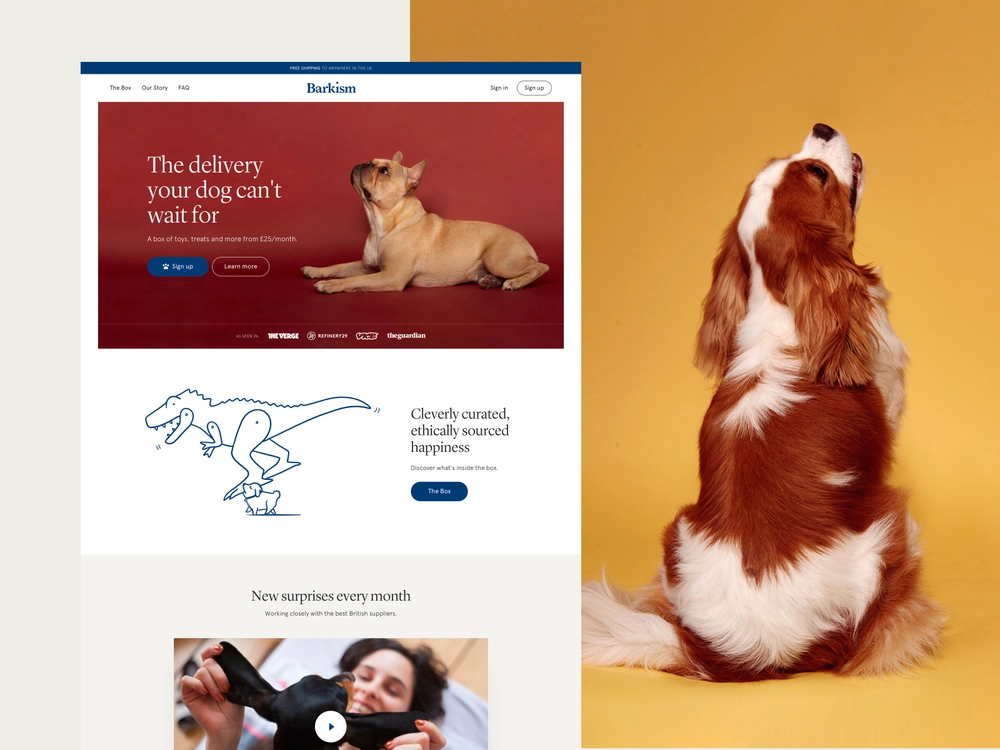 FREE SHIPPING TO ANYWHERE IN THE UK
The Box Our Story FAQ Barkism Sign in Sign up
The delivery
your dog can't
wait for
A box of toys, treats and more from £25/month.
Sign up Learn more
AS SEEN IN THE VERGE REFINERY29 VICE theguardian
Cleverly curated,
ethically sourced
happiness
Discover what's inside the box.
The Box
New surprises every month
Working closely with the best British suppliers.